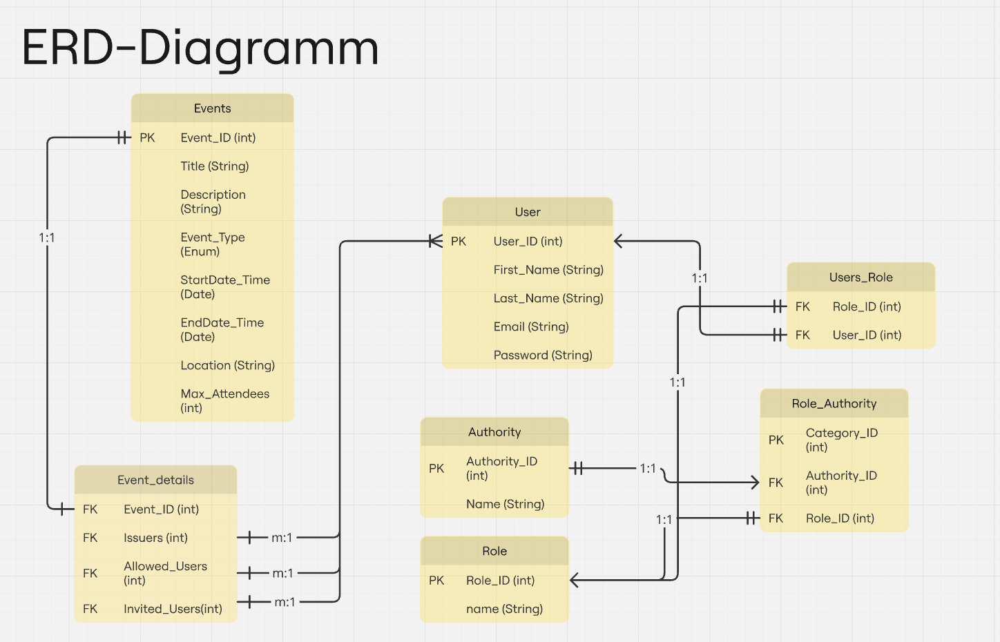 ERD-Diagramm
Events
PK Event_ID (int)
Title (String)
Description
(String)
Event_Type
(Enum)
StartDate_Time
(Date)
EndDate_Time
(Date)
Location (String)
Max_Attendees
(int)
1:1
Event_details
FK Event_ID (int)
FK Issuers (int)
FK Allowed_Users
(int)
FK Invited_Users(int)
m:1
m:1
m:1
User
PK User_ID (int)
First_Name (String)
Last_Name (String)
Email (String)
Password (String)
1:1
Users_Role
FK Role_ID (int)
FK User_ID (int)
1:1
Authority
PK Authority_ID
(int)
Name (String)
1:1
Role_Authority
PK Category_ID
(int)
FK Authority_ID
(int)
FK Role_ID (int)
1:1
Role
PK Role_ID (int)
name (String)